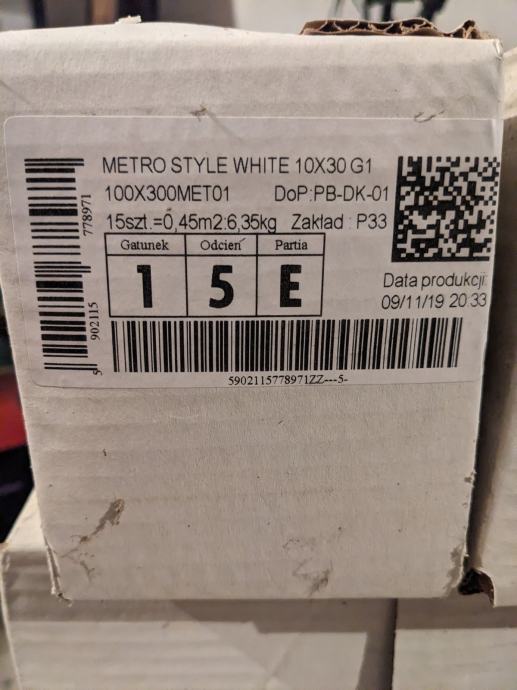 METRO STYLE WHITE 10X30 G1
100X300MET01 DoP:PB-DK-01
15szt.=0,45m2:6,35kg Zakład : P33
Gatunek Odcień Partia
1 5 E
Data produkcji:
09/11/19 20:33
5902115778971ZZ---5-
5 902115 778971